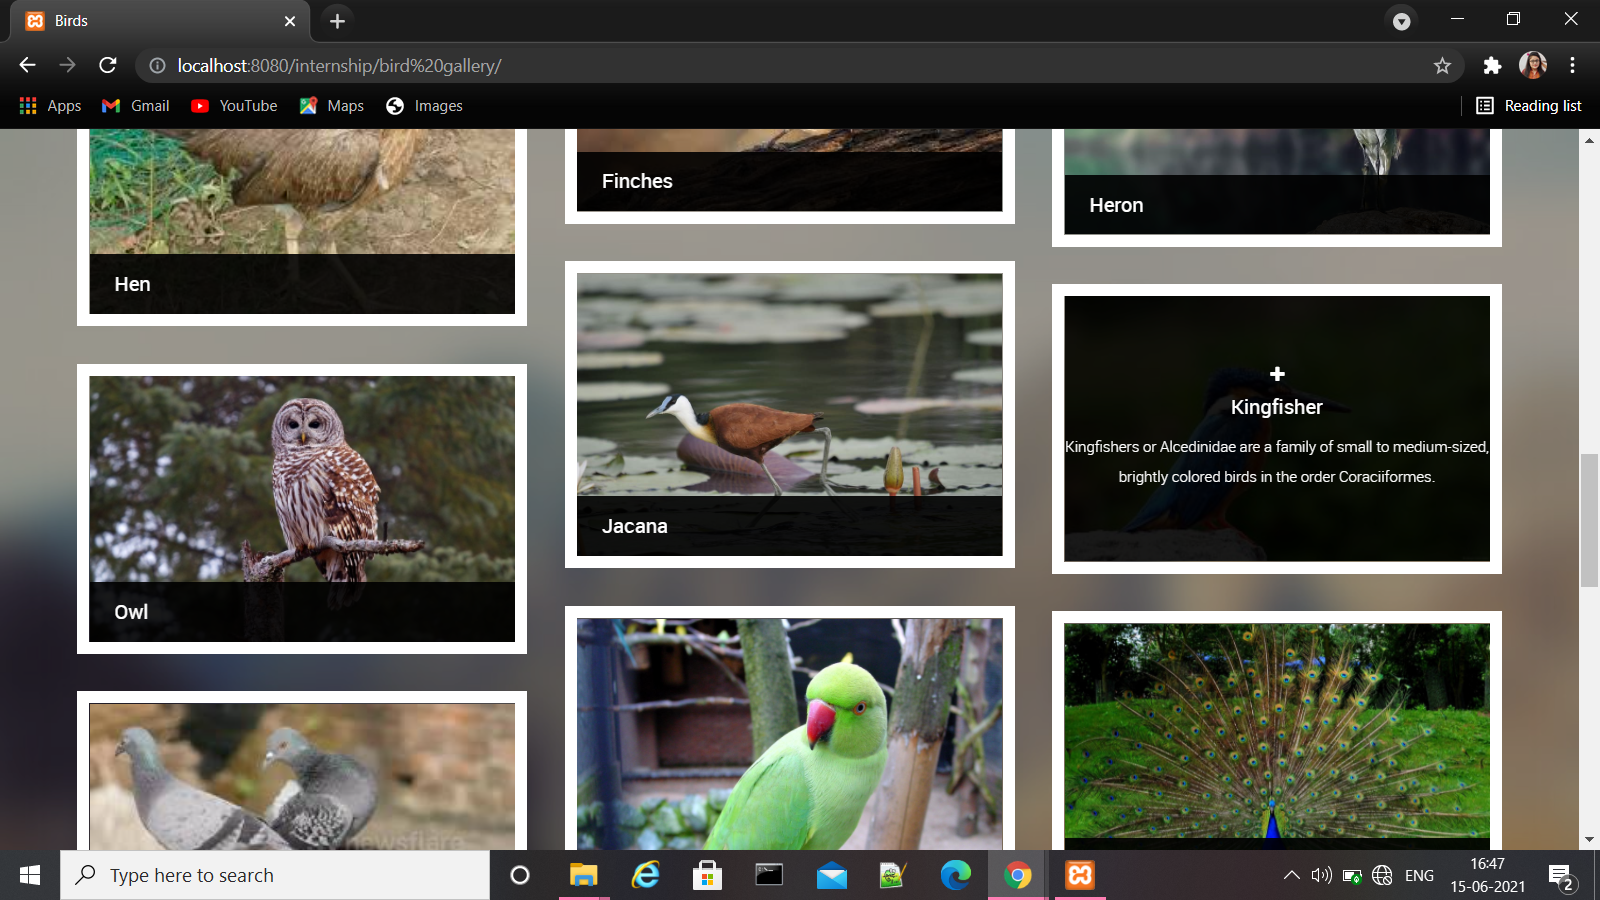 Birds
localhost:8080/internship/bird%20gallery/
Apps
Gmail
YouTube
Maps
Images
Reading list
Finches
Heron
Hen
Kingfisher
Kingfishers or Alcedinidae are a family of small to medium-sized,
brightly colored birds in the order Coraciiformes.
Jacana
Owl
newsflare
Type here to search
ENG
16:47
15-06-2021
2